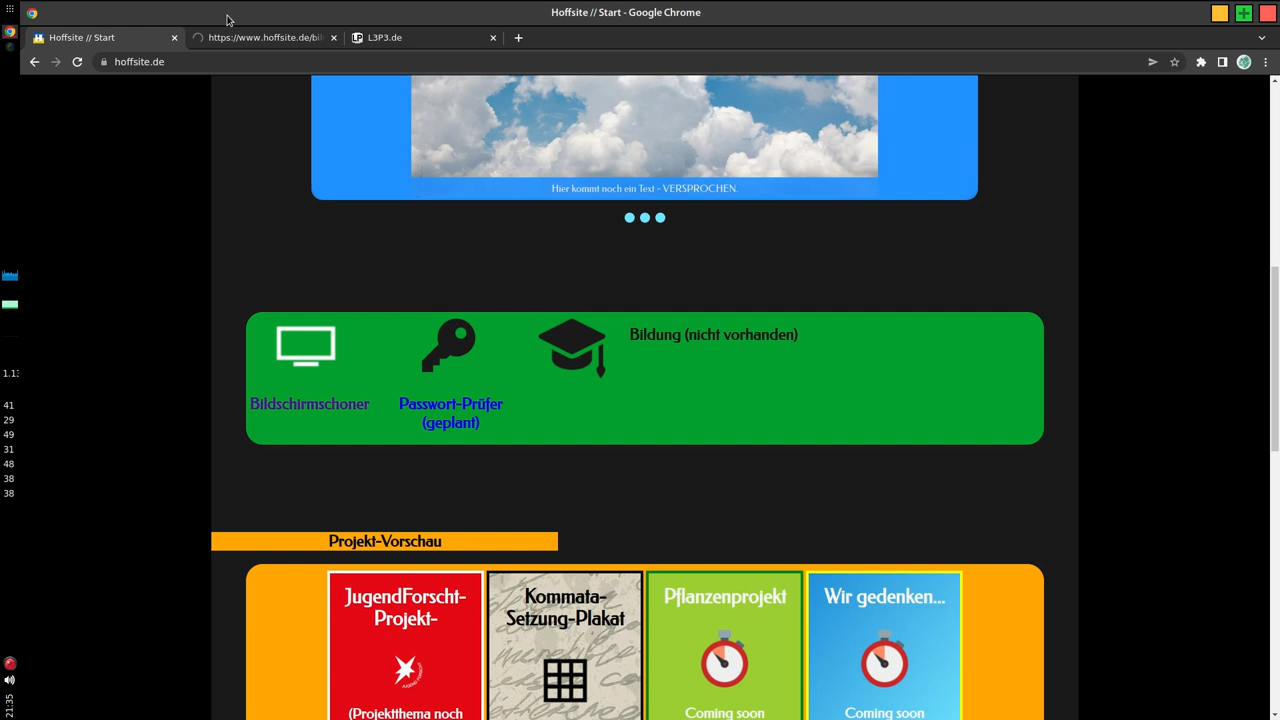 Hoffsite // Start - Google Chrome
Hoffsite // Start
https://www.hoffsite.de/bil
L3P3.de
hoffsite.de
Hier kommt noch ein Text - VERSPROCHEN.
Bildung (nicht vorhanden)
Bildschirmschoner
Passwort-Prüfer
(geplant)
1.1
41
29
49
31
48
38
38
Projekt-Vorschau
JugendForscht-
Projekt-
(Projektthema noch
Kommata-
Setzung-Plakat
Pflanzenprojekt
Coming soon
Wir gedenken...
Coming soon
21:35